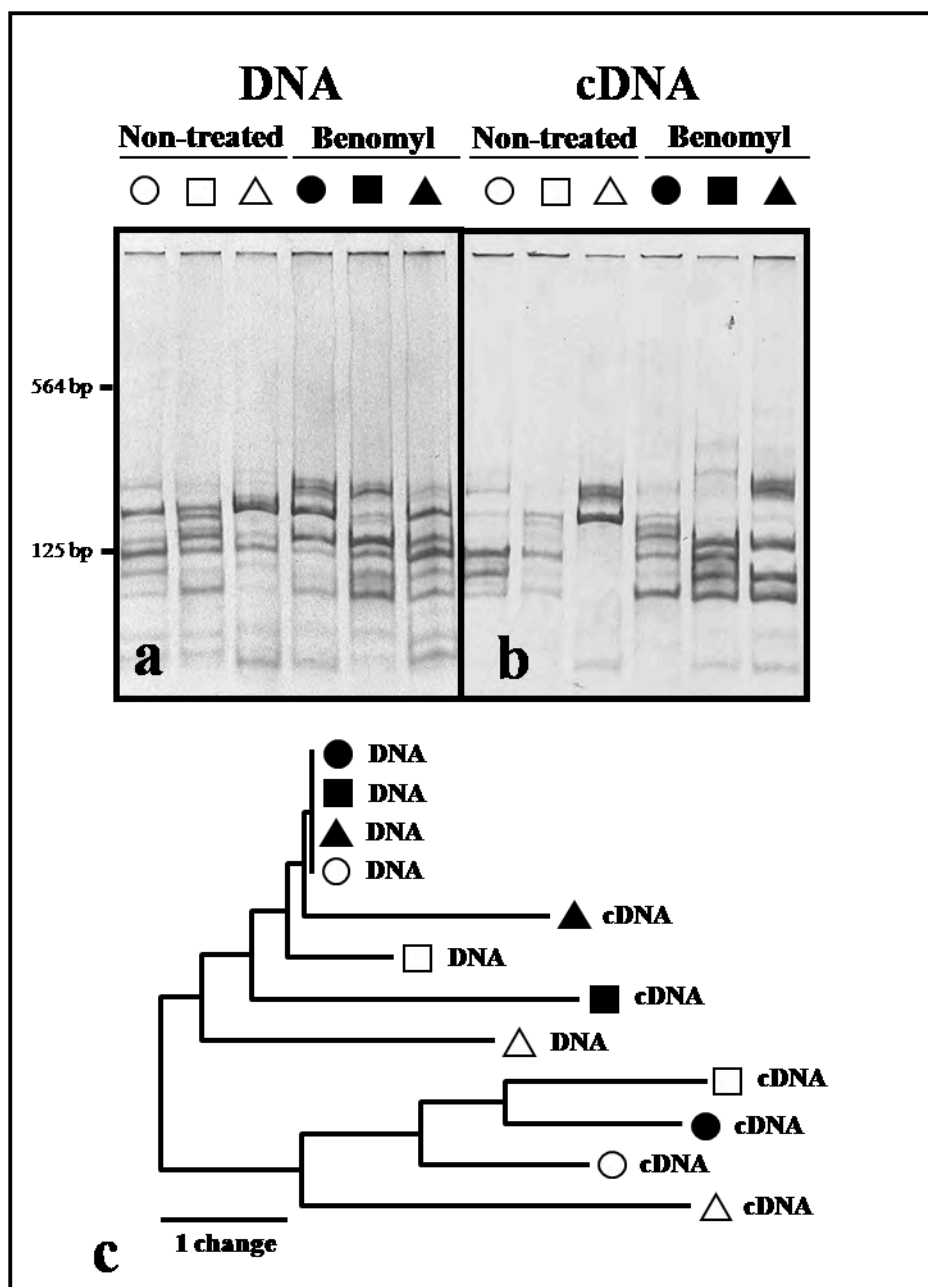 DNA cDNA
Non-treated Benomyl Non-treated Benomyl
564 bp
125 bp
a b
DNA
DNA
DNA
DNA
cDNA
DNA
cDNA
DNA
cDNA
cDNA
cDNA
cDNA
1 change
c